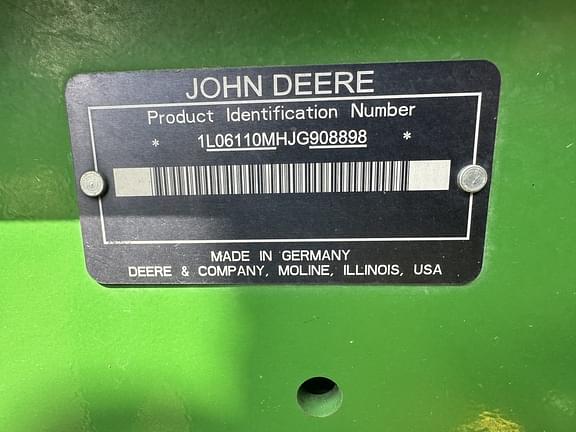 JOHN DEERE
Product Identification Number
* 1L06110MHJG908898 *
MADE IN GERMANY
DEERE & COMPANY, MOLINE, ILLINOIS, USA